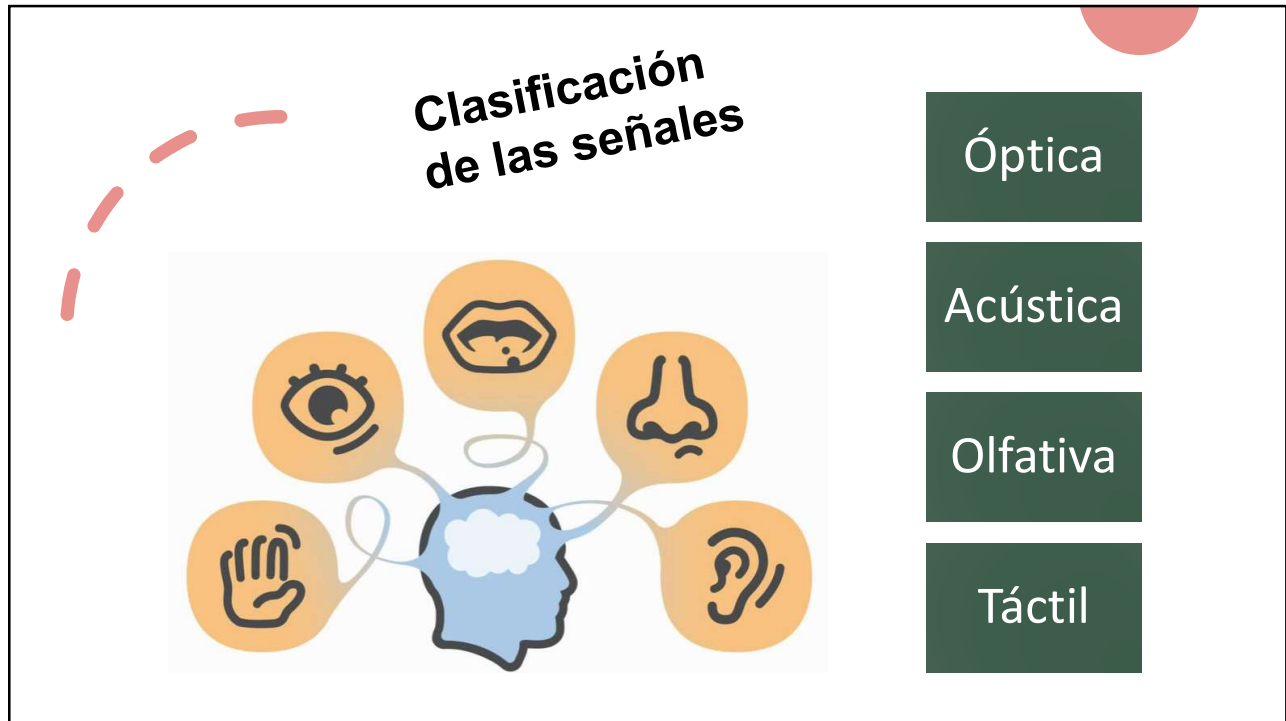 Clasificación
de las señales
Óptica
Acústica
Olfativa
Táctil